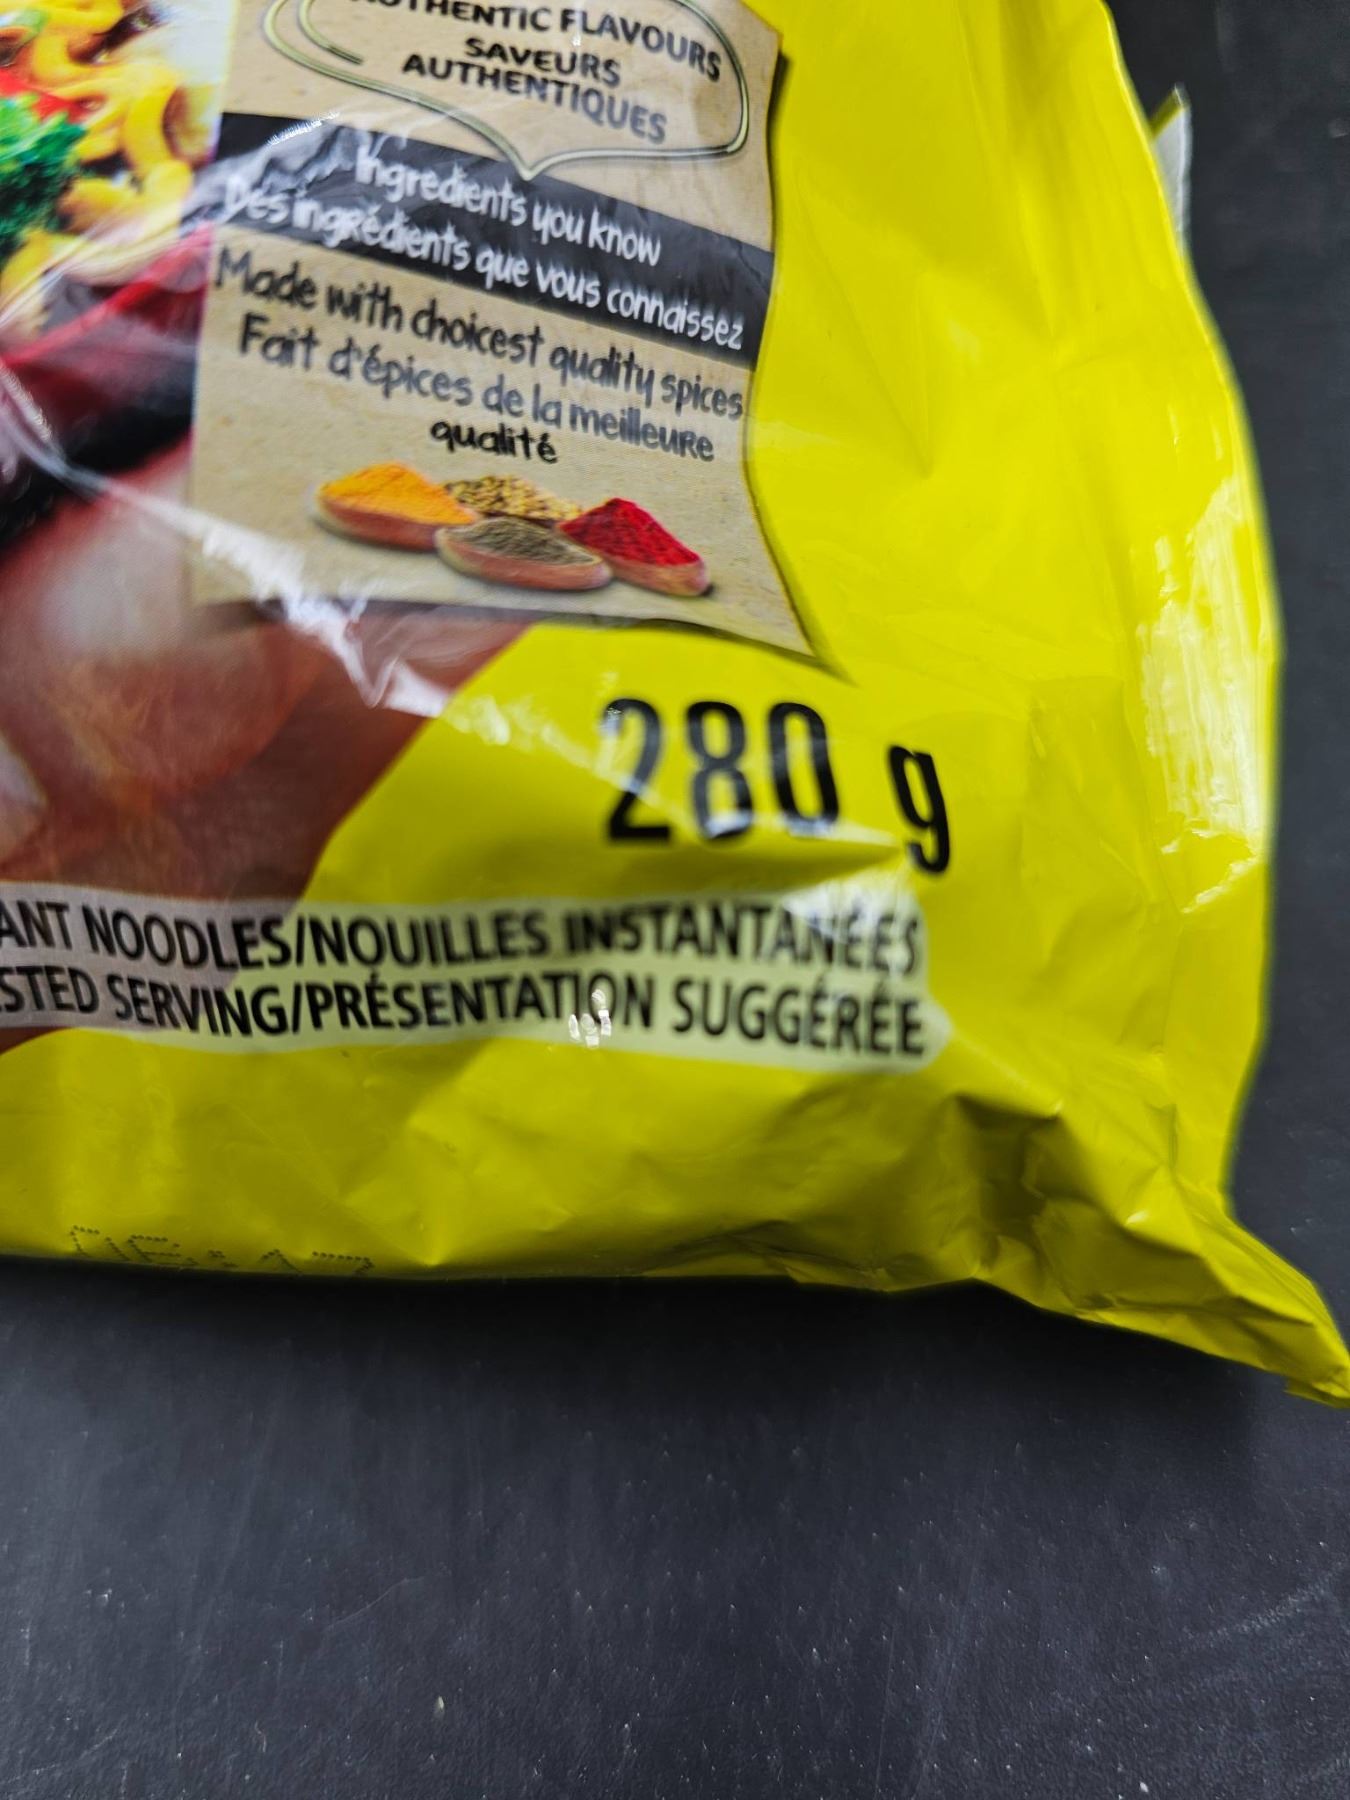 AUTHENTIC FLAVOURS
SAVEURS
AUTHENTIQUES
Ingredients you know
Des ingrédients que vous connaissez
Made with choicest quality spices
Fait d'épices de la meilleure
qualité
280 g
ANT NOODLES/NOUILLES INSTANTANÉES
STED SERVING/PRÉSENTATION SUGGÉRÉE